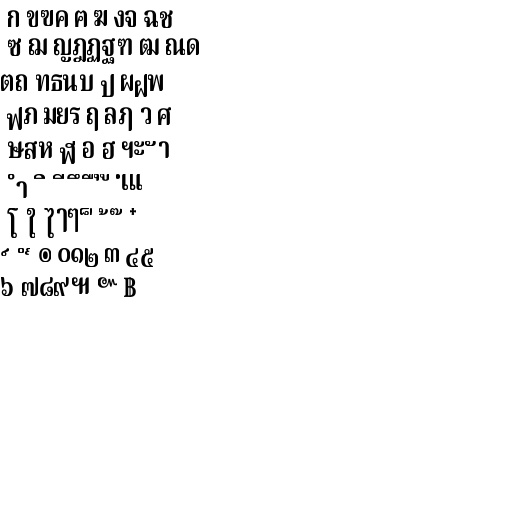 ก ขฃค ฅ ฆ งจ ฉช
ซ ฌ ญฎฏฐฑ ฒ ณด
ตถ ทธนบ ป ผฝพ
ฟภ มยร ฤ ลฦ ว ศ
ษสห ฬ อ ฮ ฯะ ั า
ำ ิ ี ึ ื ุ ู ฺ เแ
โ ใ ไๅๆ ็ ่ ้ ๊ ๋
์ ํ ๎ ๏ ๐๑๒ ๓ ๔๕
๖ ๗๘๙๚ ๛ ฿